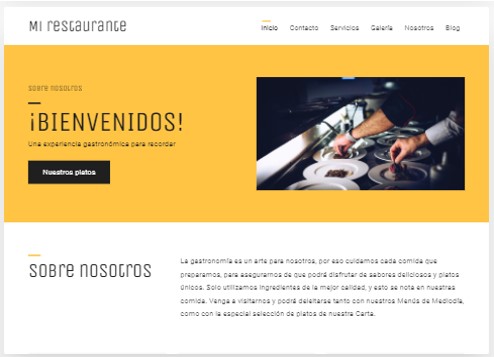 Mi restaurante
Inicio Contacto Servicios Galería Nosotros Blog
sobre nosotros
¡BIENVENIDOS!
Una experiencia gastronómica para recordar
Nuestros platos
sobre nosotros
La gastronomía es un arte para nosotros, por eso cuidamos cada comida que
preparamos, para asegurarnos de que podrá disfrutar de sabores deliciosos y platos
únicos. Solo utilizamos ingredientes de la mejor calidad, y esto se nota en nuestras
comidas. Venga a visitarnos y podrá deleitarse tanto con nuestros Menús de Mediodía,
como con la especial selección de platos de nuestra Carta.